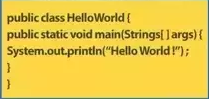 public class HelloWorld {
public static void main(Strings[ ] args) {
System.out.println(“Hello World !”) ;
}
}